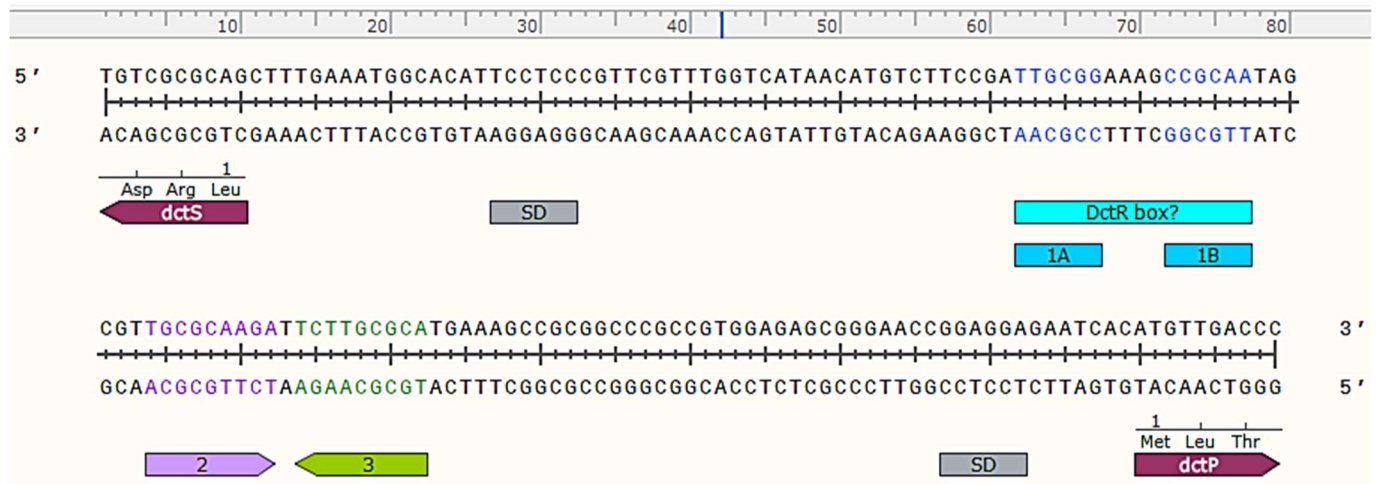 10 20 30 40 50 60 70 80
5’ TGTCGCGCAGCTTTGAAATGGCACATTCCTCCCGTTCGTTTGGTCATAACATGTCTTCCGATTGCGGAAAGCCGCAATAG
3’ ACAGCGCGTCGAAACTTTACCGTGTAAGGAGGGCAAGCAAACCAGTATTGTACAGAAGGCTAACGCCTTTCGGCGTTATC
1
Asp Arg Leu
dctS SD DctR box?
1A 1B
CGTTGCGCAAGATTCTTGCGCATGAAAGCCGCGGCCCGCCGTGGAGAGCGGGAACCGGAGGAGAATCACATGTTGACCC 3’
GCAACGCGTTCTAAGAACGCGTACTTTCGGCGCCGGGCGGCACCTCTCGCCCTTGGCCTCCTCTTAGTGTACAACTGGG 5’
1
Met Leu Thr
2 3 SD dctP